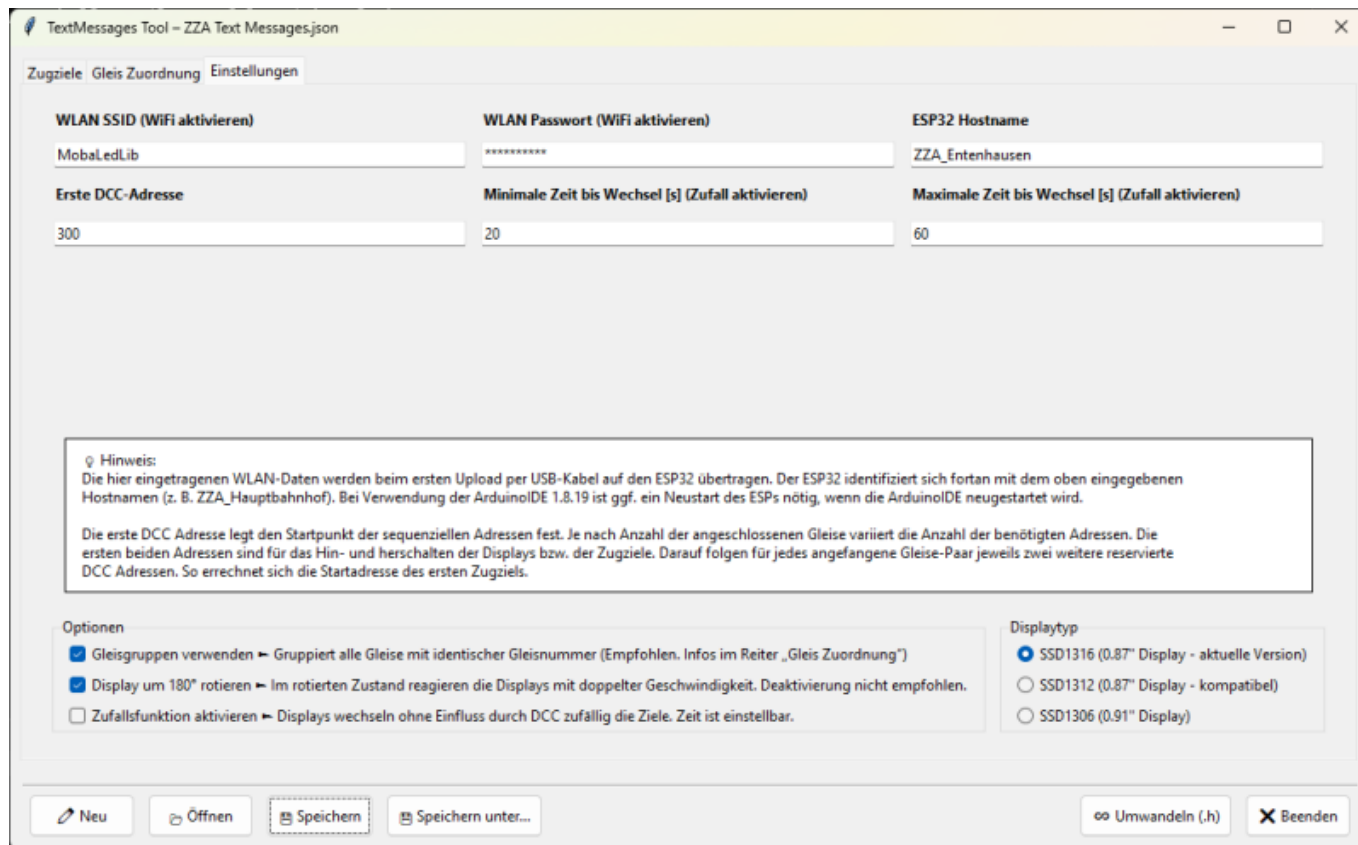 TextMessages Tool – ZZA Text Messages.json
Zugziele Gleis Zuordnung Einstellungen
WLAN SSID (WiFi aktivieren) WLAN Passwort (WiFi aktivieren) ESP32 Hostname
MobaLedLib ********** ZZA_Entenhausen
Erste DCC-Adresse Minimale Zeit bis Wechsel [s] (Zufall aktivieren) Maximale Zeit bis Wechsel [s] (Zufall aktivieren)
300 20 60
Hinweis:
Die hier eingetragenen WLAN-Daten werden beim ersten Upload per USB-Kabel auf den ESP32 übertragen. Der ESP32 identifiziert sich fortan mit dem oben eingegebenen
Hostnamen (z. B. ZZA_Hauptbahnhof). Bei Verwendung der ArduinoIDE 1.8.19 ist ggf. ein Neustart des ESPs nötig, wenn die ArduinoIDE neugestartet wird.
Die erste DCC Adresse legt den Startpunkt der sequenziellen Adressen fest. Je nach Anzahl der angeschlossenen Gleise variiert die Anzahl der benötigten Adressen. Die
ersten beiden Adressen sind für das Hin- und herschalten der Displays bzw. der Zugziele. Darauf folgen für jedes angefangene Gleise-Paar jeweils zwei weitere reservierte
DCC Adressen. So errechnet sich die Startadresse des ersten Zugziels.
Optionen
Gleisgruppen verwenden ► Gruppiert alle Gleise mit identischer Gleisnummer (Empfohlen. Infos im Reiter „Gleis Zuordnung“)
Display um 180° rotieren ► Im rotierten Zustand reagieren die Displays mit doppelter Geschwindigkeit. Deaktivierung nicht empfohlen.
Zufallsfunktion aktivieren ► Displays wechseln ohne Einfluss durch DCC zufällig die Ziele. Zeit ist einstellbar.
Displaytyp
SSD1316 (0.87" Display - aktuelle Version)
SSD1312 (0.87" Display - kompatibel)
SSD1306 (0.91" Display)
Neu Öffnen Speichern Speichern unter... Umwandeln (.h) Beenden